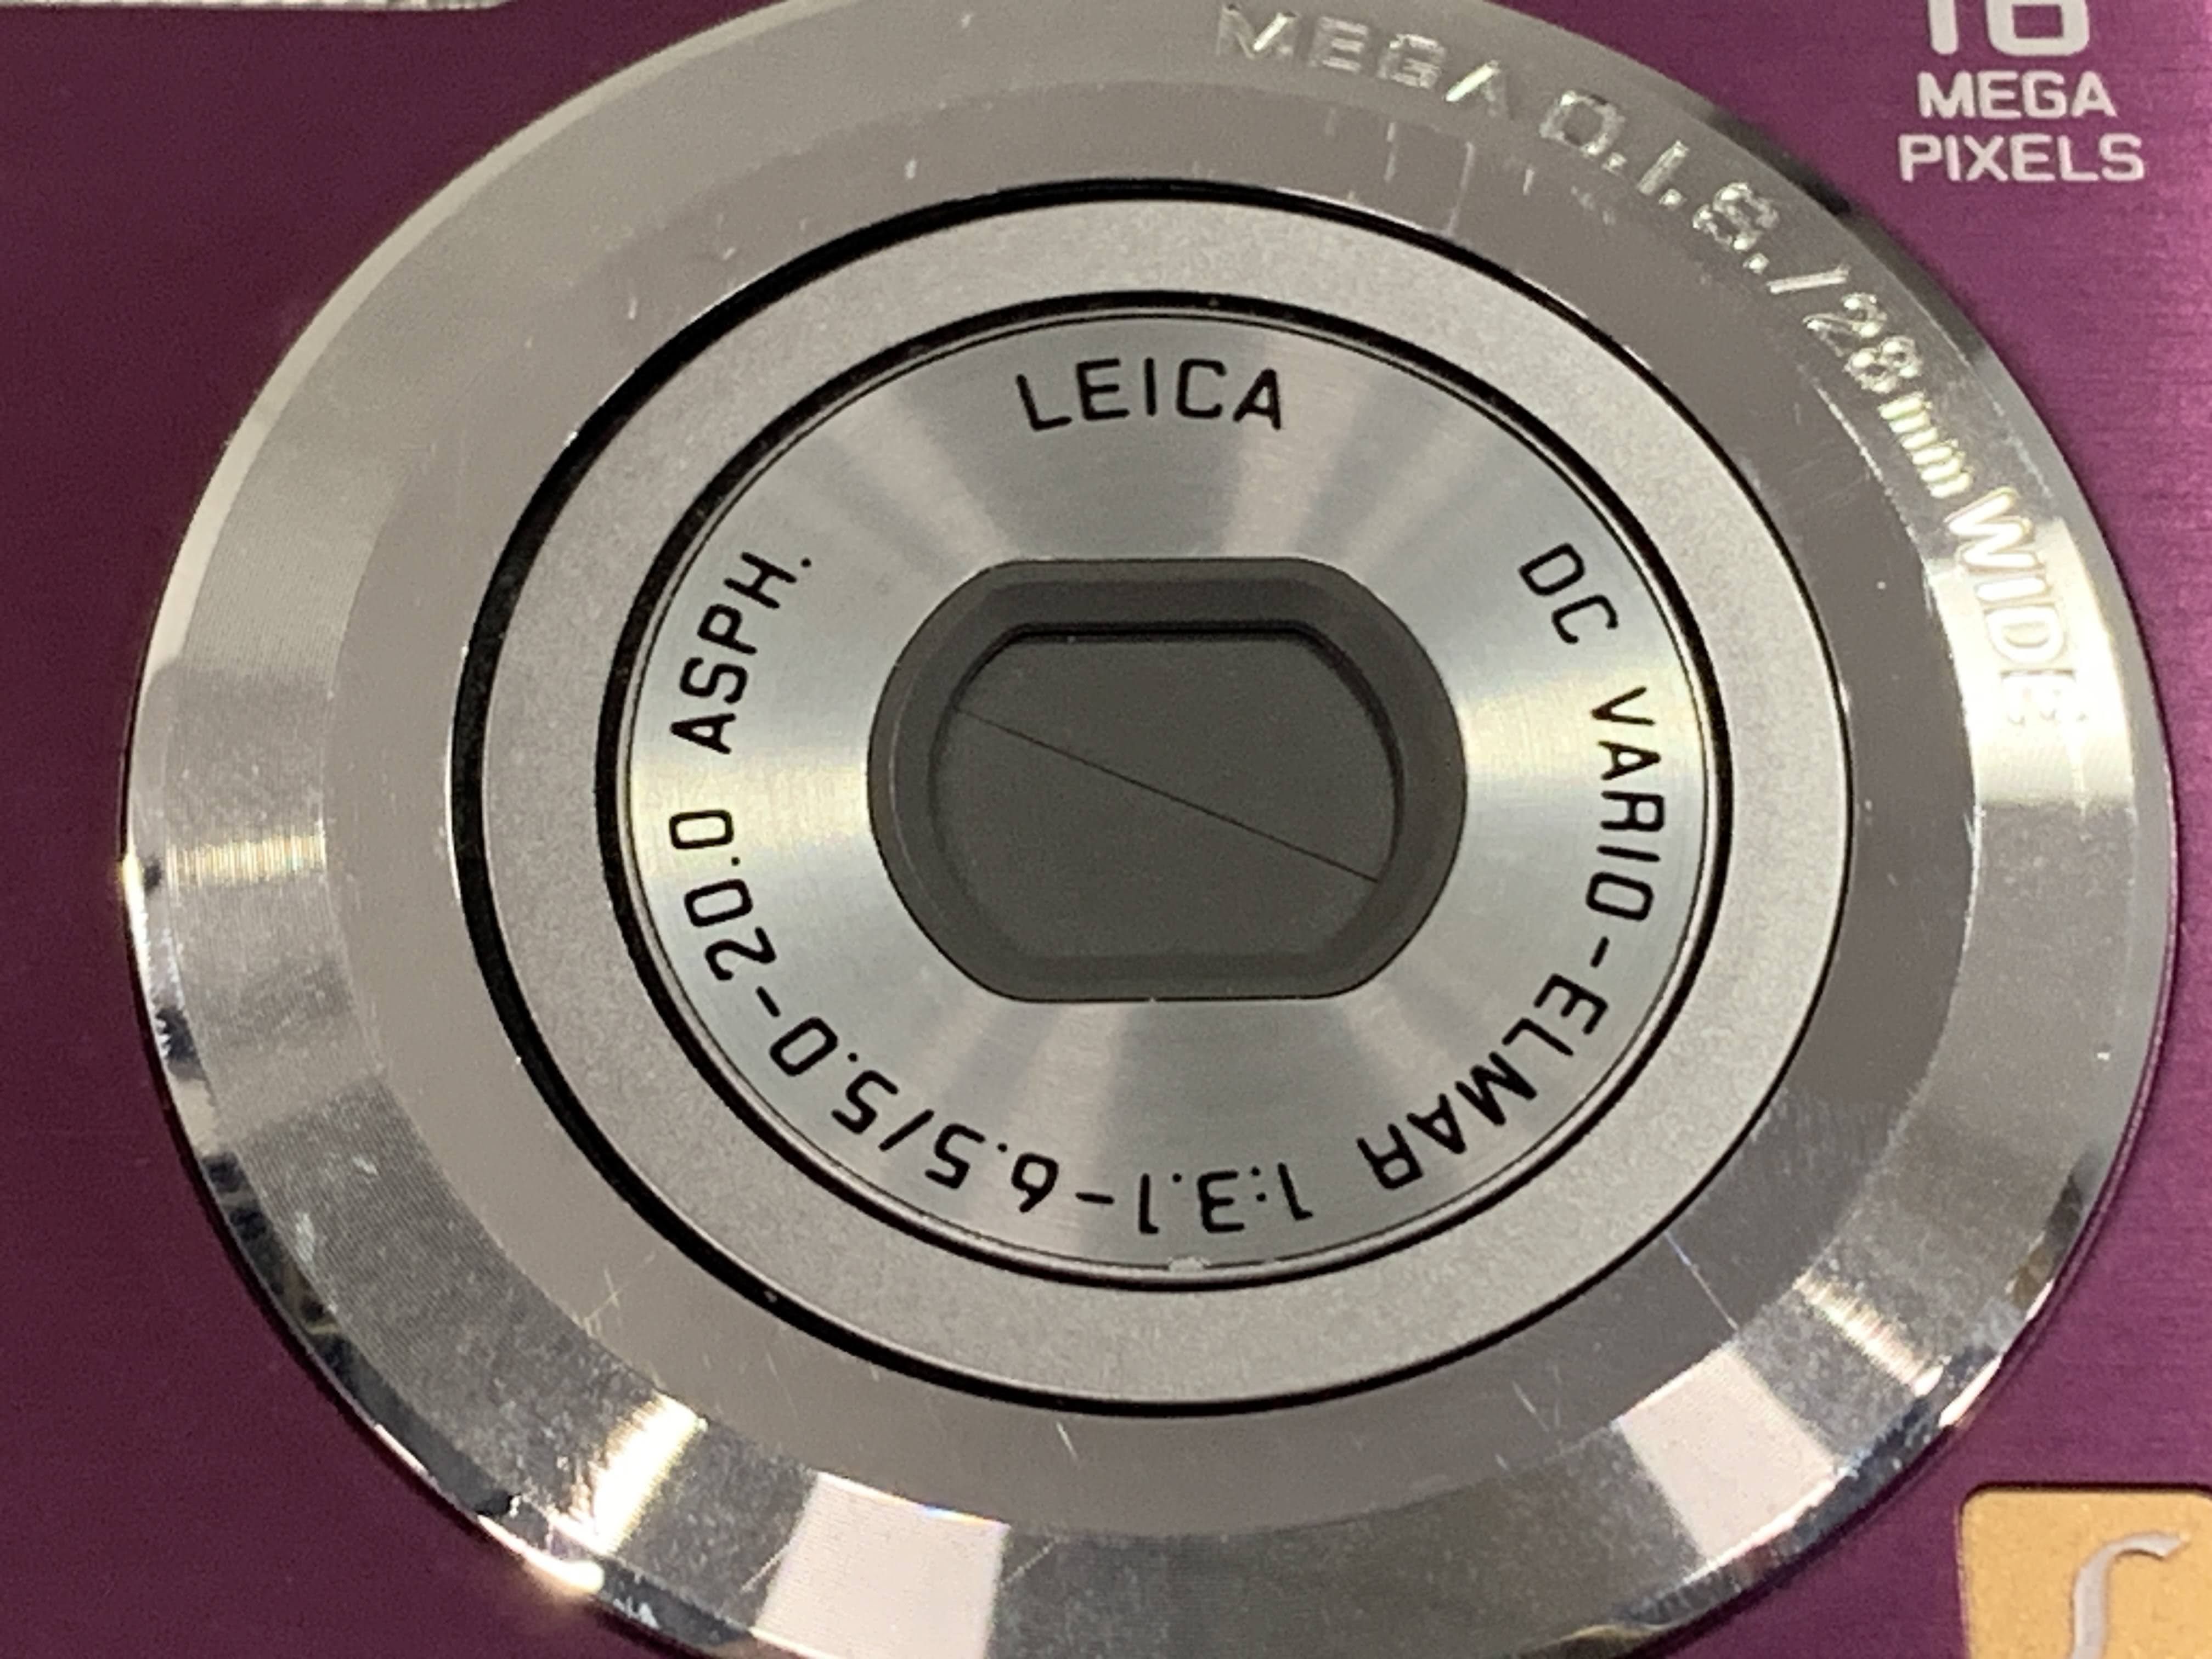 16
MEGA
PIXELS
MEGA O.I.S. / 28mm WIDE
LEICA DC VARIO-ELMAR 1:3.1-6.5/5.0-20.0 ASPH.